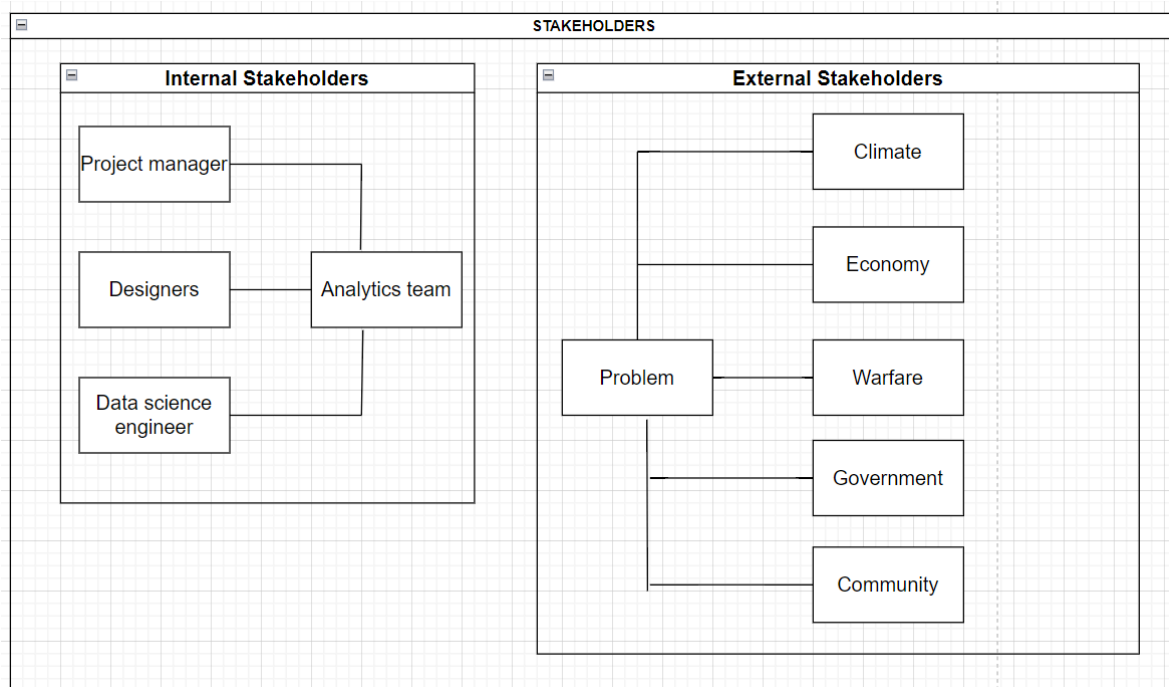 STAKEHOLDERS
Internal Stakeholders
Project manager
Designers
Analytics team
Data science
engineer
External Stakeholders
Climate
Economy
Problem
Warfare
Government
Community